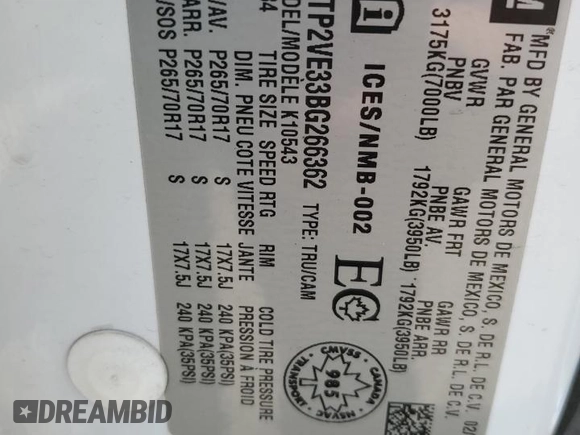 MFD BY GENERAL MOTORS DE MEXICO, S. DE R.L. DE C.V.
FAB. PAR GENERAL MOTORS DE MEXICO, S. DE R.L. DE C.V.
GVWR GAWR FRT GAWR RR
PNBV PNBE AV. PNBE ARR.
3175KG(7000LB) 1792KG(3950LB) 1792KG(3950LB)
ICES/NMB-002
EC
CANADA
CMVSS
985
NSVAC
TRANSPORT
TP2VE33BG266362 TYPE: TRU/CAM
MODÈLE K10543
TIRE SIZE SPEED RTG RIM COLD TIRE PRESSURE
DIM. PNEU COTE VITESSE JANTE PRESSION À FROID
/AV. P265/70R17 S 17X7.5J 240 KPA(35PSI)
ARR. P265/70R17 S 17X7.5J 240 KPA(35PSI)
/SOS P265/70R17 S 17X7.5J 240 KPA(35PSI)
DREAMBID